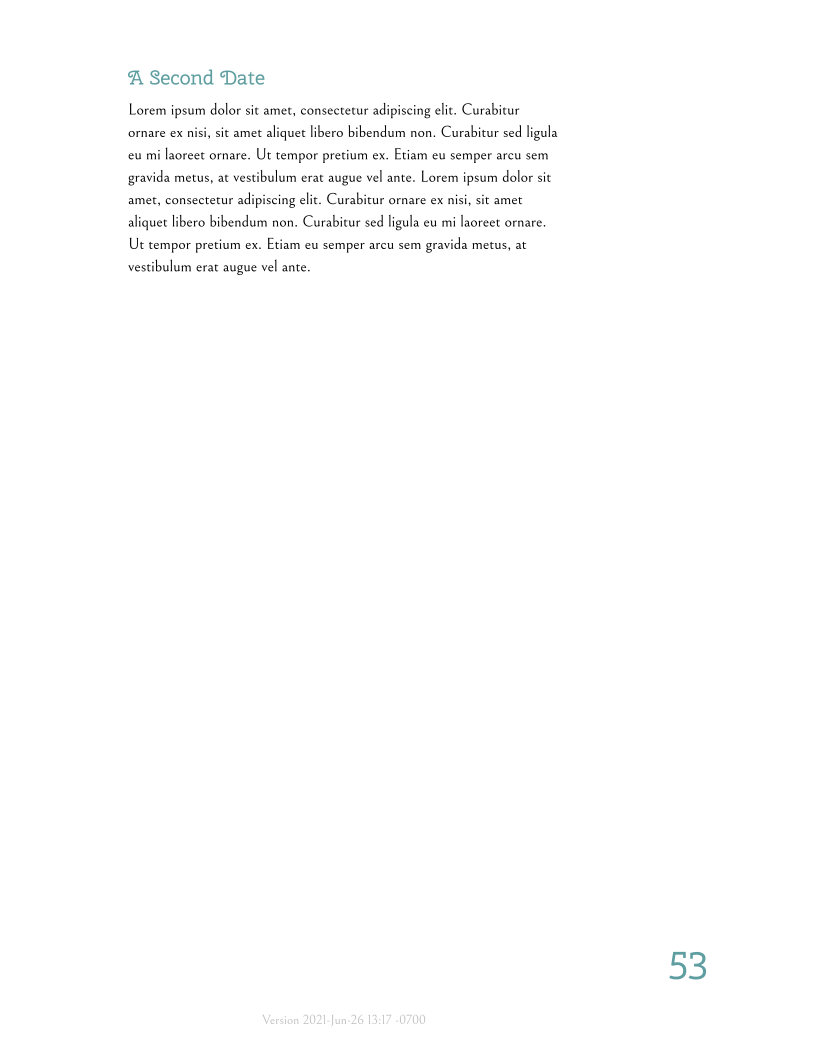 A Second Date
Lorem ipsum dolor sit amet, consectetur adipiscing elit. Curabitur
ornare ex nisi, sit amet aliquet libero bibendum non. Curabitur sed ligula
eu mi laoreet ornare. Ut tempor pretium ex. Etiam eu semper arcu sem
gravida metus, at vestibulum erat augue vel ante. Lorem ipsum dolor sit
amet, consectetur adipiscing elit. Curabitur ornare ex nisi, sit amet
aliquet libero bibendum non. Curabitur sed ligula eu mi laoreet ornare.
Ut tempor pretium ex. Etiam eu semper arcu sem gravida metus, at
vestibulum erat augue vel ante.
53
Version 2021-Jun-26 13:17 -0700